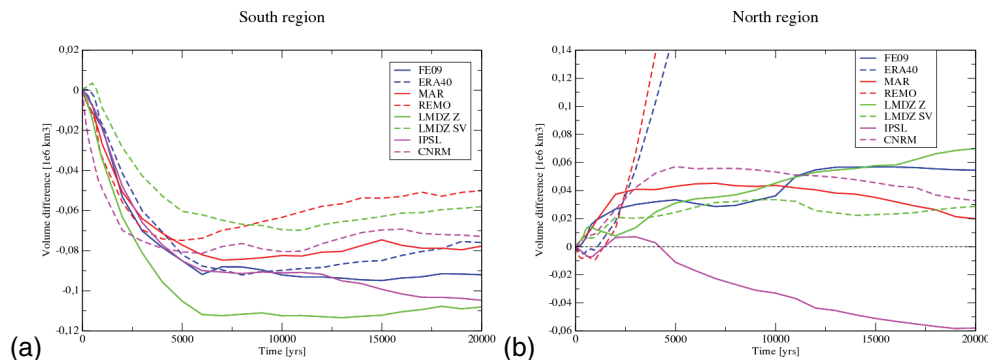 South region
0,02
0
-0,02
-0,04
-0,06
-0,08
-0,1
-0,12
Volume difference [1e6 km3]
FE09
ERA40
MAR
REMO
LMDZ Z
LMDZ SV
IPSL
CNRM
0
5000
10000
15000
20000
Time [yrs]
(a)
North region
0,14
0,12
0,1
0,08
0,06
0,04
0,02
0
-0,02
-0,04
-0,06
Volume difference [1e6 km3]
FE09
ERA40
MAR
REMO
LMDZ Z
LMDZ SV
IPSL
CNRM
0
5000
10000
15000
20000
Time [yrs]
(b)